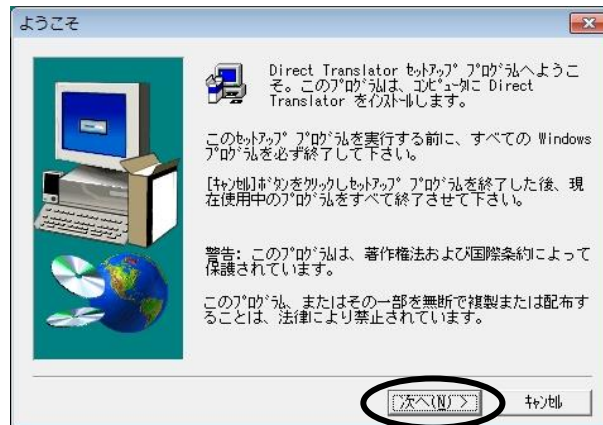 ようこそ
Direct Translator ｾｯﾄｱｯﾌﾟ ﾌﾟﾛｸﾞﾗﾑへようこ
そ。このﾌﾟﾛｸﾞﾗﾑは、ｺﾝﾋﾟｭｰﾀに Direct
Translator をｲﾝｽﾄｰﾙします。
このｾｯﾄｱｯﾌﾟ ﾌﾟﾛｸﾞﾗﾑを実行する前に、すべての Windows
ﾌﾟﾛｸﾞﾗﾑを必ず終了して下さい。
[ｷｬﾝｾﾙ]ﾎﾞﾀﾝをｸﾘｯｸしｾｯﾄｱｯﾌﾟ ﾌﾟﾛｸﾞﾗﾑを終了した後、現
在使用中のﾌﾟﾛｸﾞﾗﾑをすべて終了させて下さい。
警告: このﾌﾟﾛｸﾞﾗﾑは、著作権法および国際条約によって
保護されています。
このﾌﾟﾛｸﾞﾗﾑ、またはその一部を無断で複製または配布す
ることは、法律により禁止されています。
次へ(N) >
ｷｬﾝｾﾙ